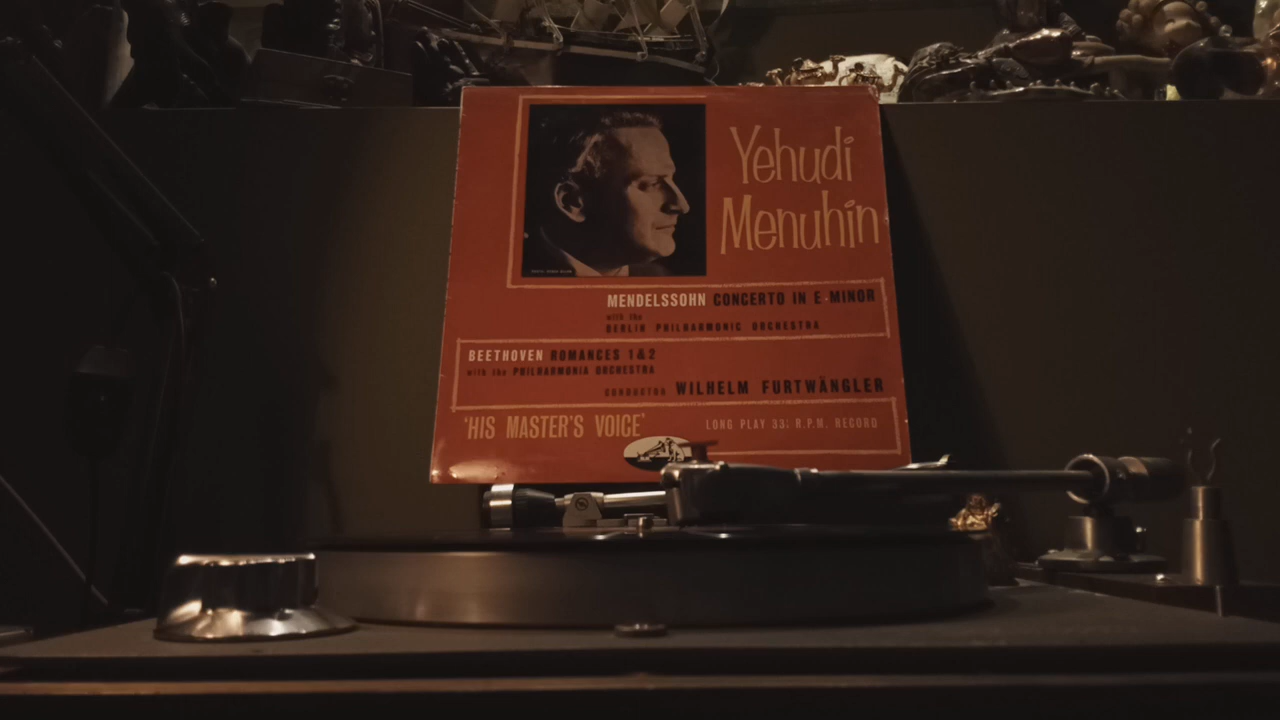 Yehudi
Menuhin
MENDELSSOHN CONCERTO IN E MINOR
with the
BERLIN PHILHARMONIC ORCHESTRA
BEETHOVEN ROMANCES 1 & 2
with the PHILHARMONIA ORCHESTRA
CONDUCTOR WILHELM FURTWÄNGLER
'HIS MASTER'S VOICE'
LONG PLAY 33⅓ R.P.M. RECORD